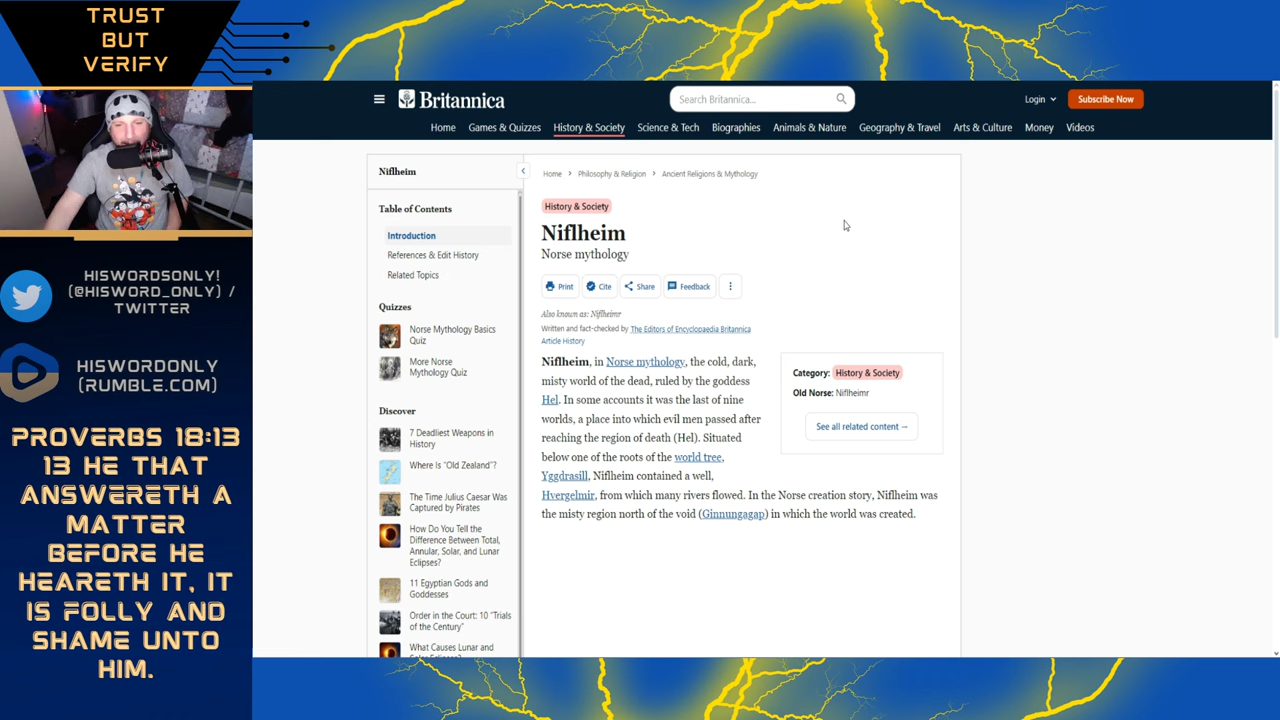 TRUST
BUT
VERIFY
HISWORDSONLY!
(@HISWORD_ONLY) /
TWITTER
HISWORDONLY
(RUMBLE.COM)
PROVERBS 18:13
13 HE THAT
ANSWERETH A
MATTER
BEFORE HE
HEARETH IT, IT
IS FOLLY AND
SHAME UNTO
HIM.
Britannica
Search Britannica...
Login
Subscribe Now
Home
Games & Quizzes
History & Society
Science & Tech
Biographies
Animals & Nature
Geography & Travel
Arts & Culture
Money
Videos
Niflheim
Table of Contents
Introduction
References & Edit History
Related Topics
Quizzes
Norse Mythology Basics
Quiz
More Norse
Mythology Quiz
Discover
7 Deadliest Weapons in
History
Where Is "Old Zealand"?
The Time Julius Caesar Was
Captured by Pirates
How Do You Tell the
Difference Between Total,
Annular, Solar, and Lunar
Eclipses?
11 Egyptian Gods and
Goddesses
Order in the Court: 10 "Trials
of the Century"
What Causes Lunar and
Home > Philosophy & Religion > Ancient Religions & Mythology
History & Society
Niflheim
Norse mythology
Print
Cite
Share
Feedback
Also known as: Niflheimr
Written and fact-checked by The Editors of Encyclopaedia Britannica
Article History
Niflheim, in Norse mythology, the cold, dark,
misty world of the dead, ruled by the goddess
Hel. In some accounts it was the last of nine
worlds, a place into which evil men passed after
reaching the region of death (Hel). Situated
below one of the roots of the world tree,
Yggdrasill, Niflheim contained a well,
Hvergelmir, from which many rivers flowed. In the Norse creation story, Niflheim was
the misty region north of the void (Ginnungagap) in which the world was created.
Category: History & Society
Old Norse: Niflheimr
See all related content →